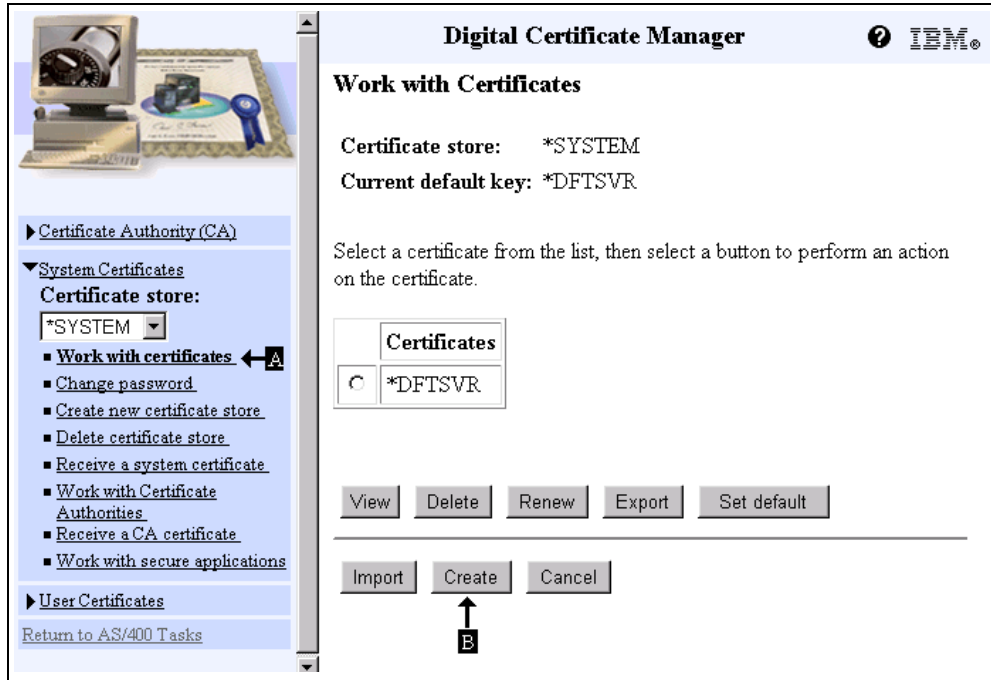 Certificate Authority (CA)
System Certificates
Certificate store:
*SYSTEM
Work with certificates A
Change password
Create new certificate store
Delete certificate store
Receive a system certificate
Work with Certificate
Authorities
Receive a CA certificate
Work with secure applications
User Certificates
Return to AS/400 Tasks
Digital Certificate Manager ? IBM®
Work with Certificates
Certificate store: *SYSTEM
Current default key: *DFTSVR
Select a certificate from the list, then select a button to perform an action
on the certificate.
Certificates
*DFTSVR
View Delete Renew Export Set default
Import Create Cancel
B